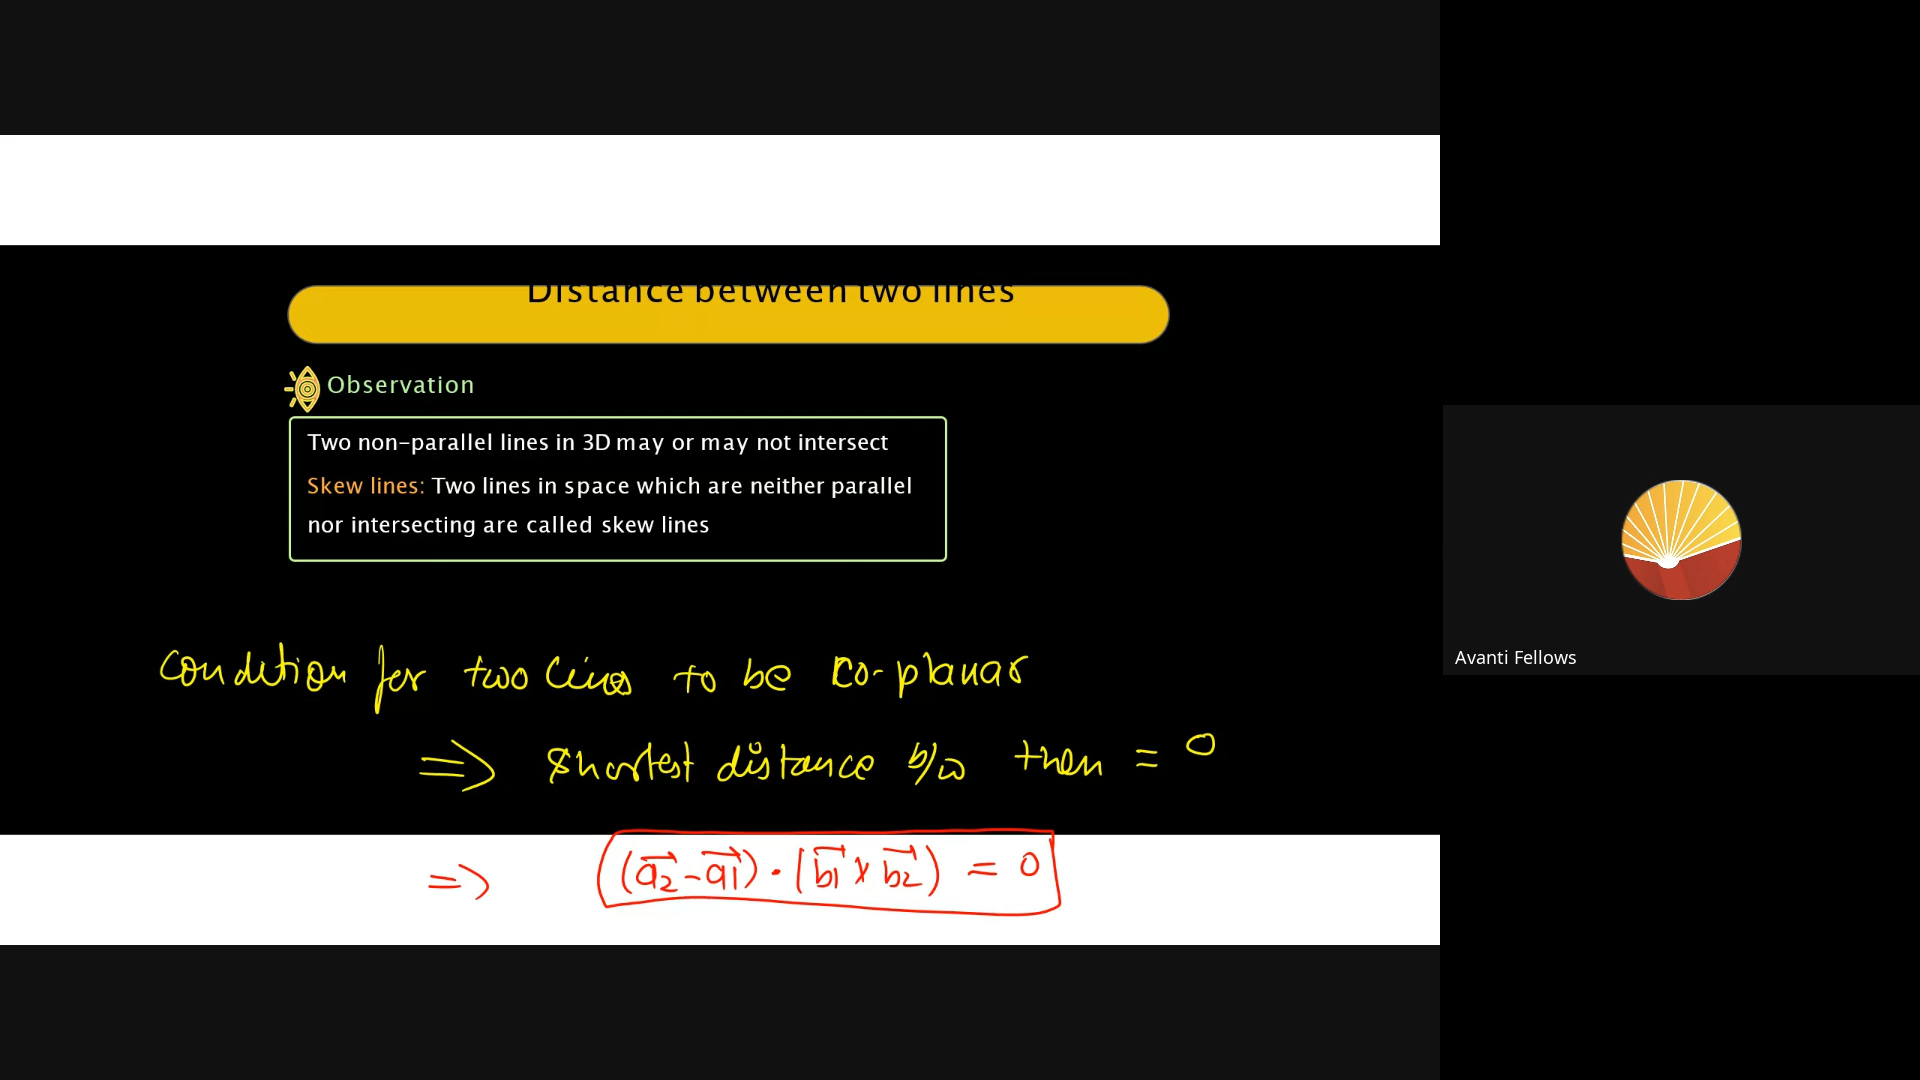 Distance between two lines
Observation
Two non-parallel lines in 3D may or may not intersect
Skew lines: Two lines in space which are neither parallel
nor intersecting are called skew lines
Condition for two lines to be co-planar
⇒ shortest distance b/w them = 0
⇒ (a₂⃗ - a₁⃗) · (b₁⃗ × b₂⃗) = 0
Avanti Fellows